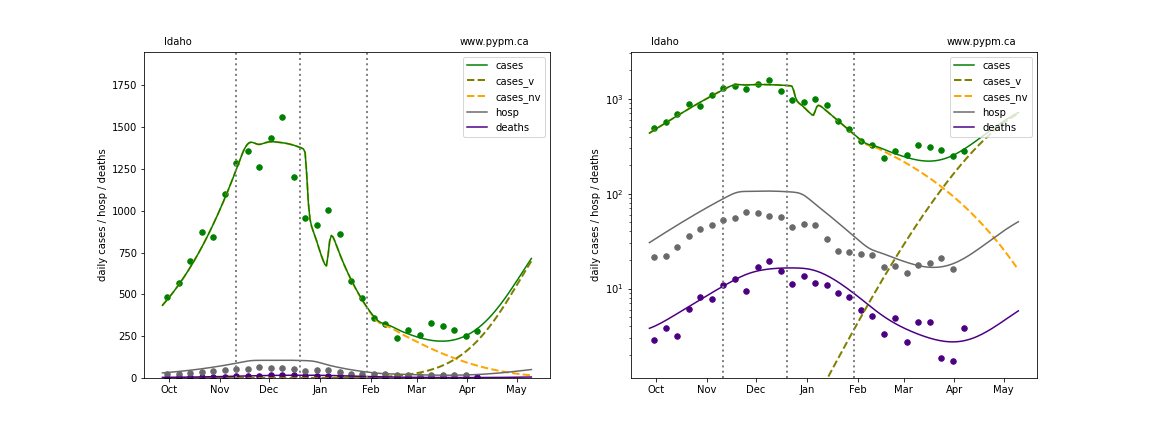 Idaho
www.pypm.ca
cases
cases_v
cases_nv
hosp
deaths
daily cases / hosp / deaths
1750
1500
1250
1000
750
500
250
0
Oct Nov Dec Jan Feb Mar Apr May
Idaho
www.pypm.ca
cases
cases_v
cases_nv
hosp
deaths
daily cases / hosp / deaths
10³
10²
10¹
Oct Nov Dec Jan Feb Mar Apr May